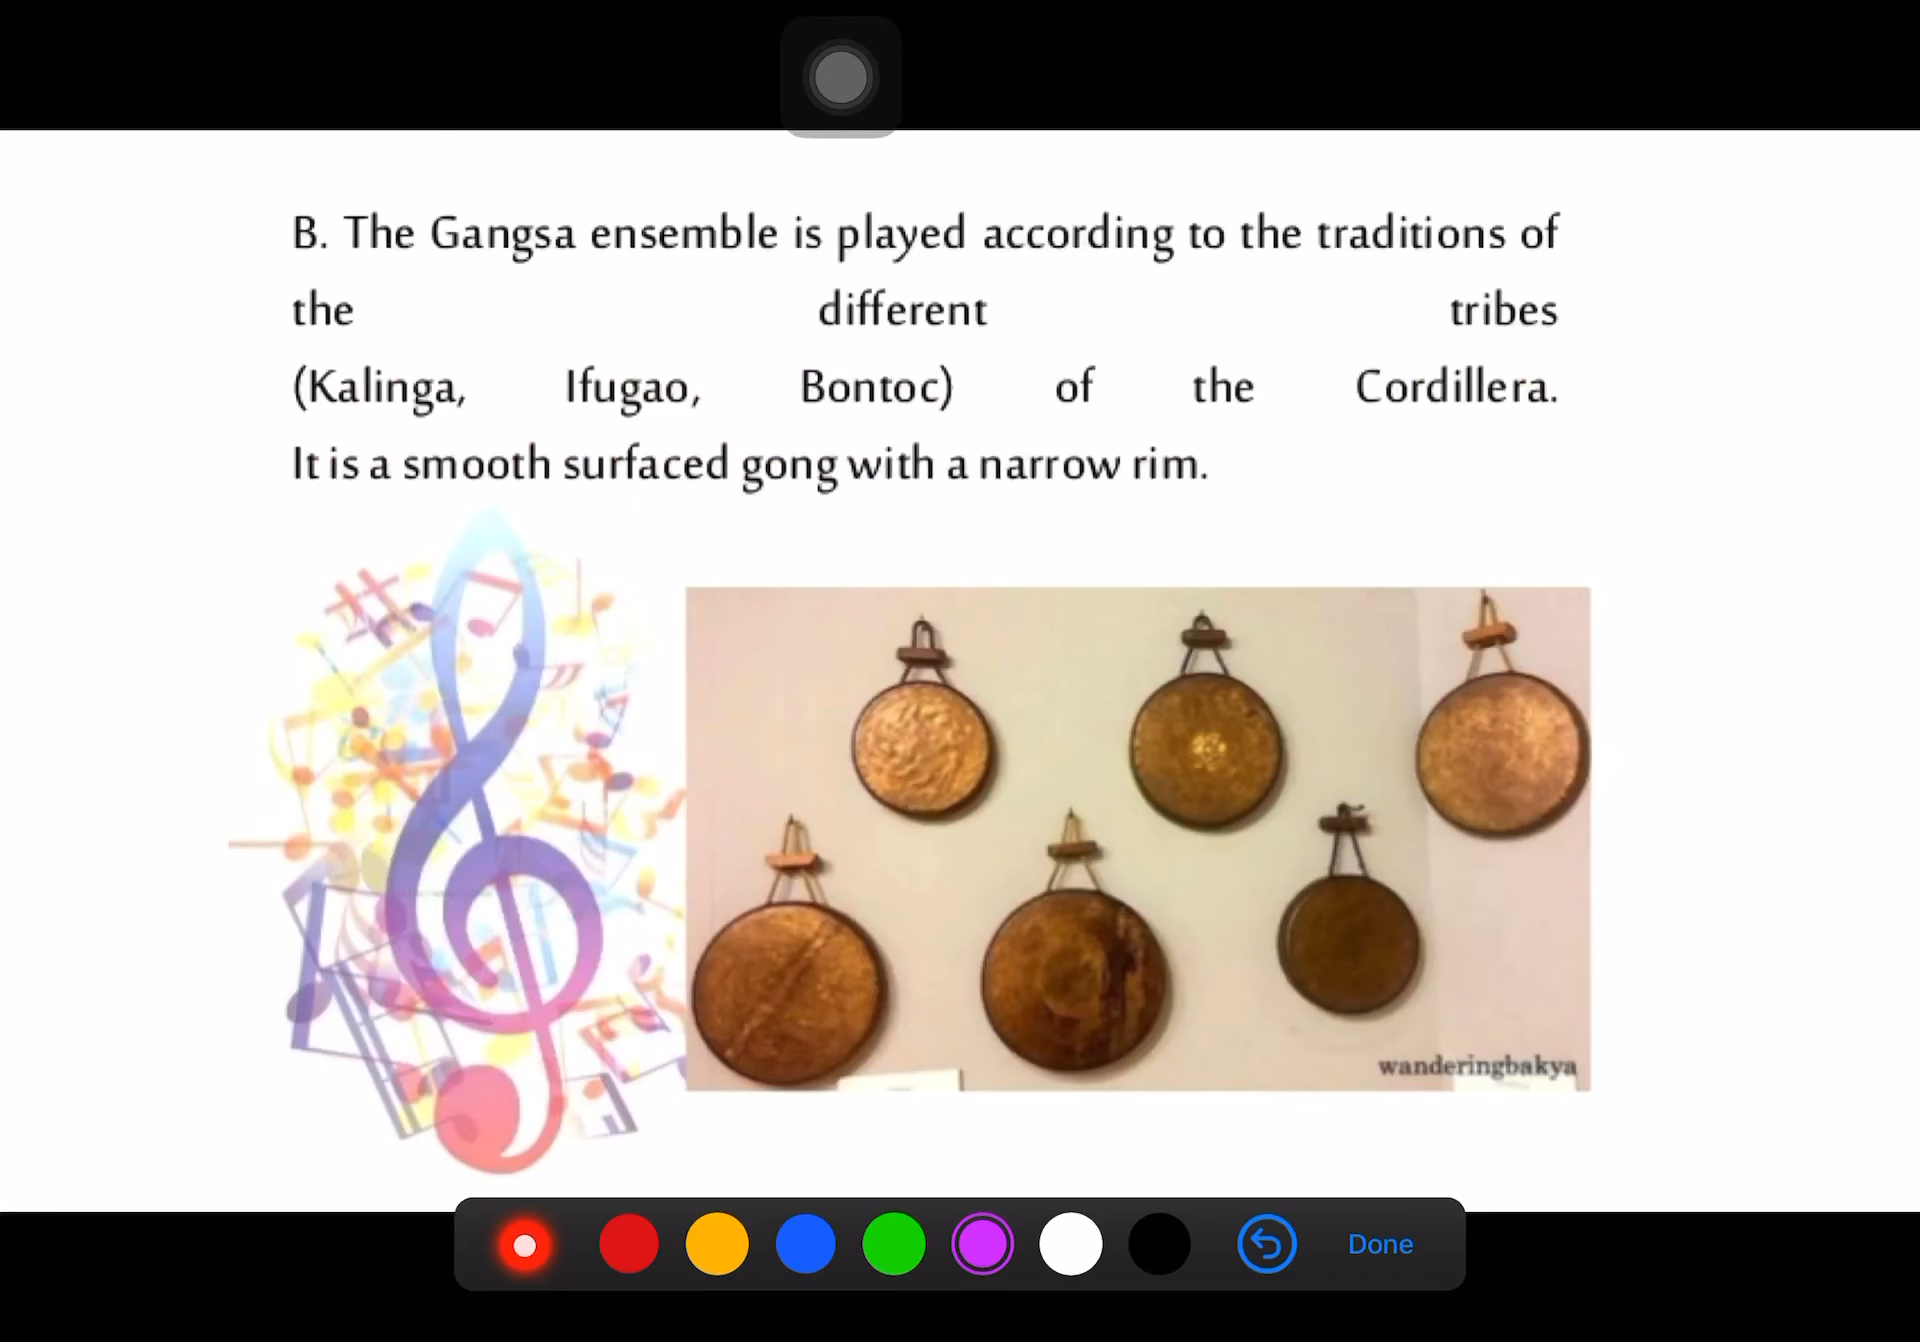 B. The Gangsa ensemble is played according to the traditions of
the different tribes
(Kalinga, Ifugao, Bontoc) of the Cordillera.
It is a smooth surfaced gong with a narrow rim.
wanderingbakya
Done